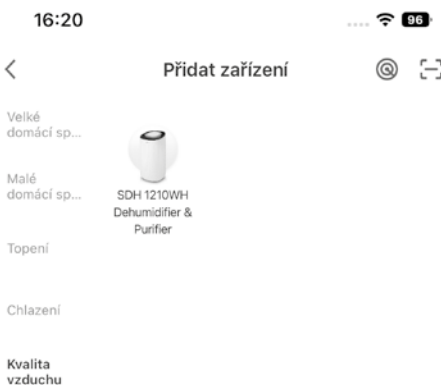 16:20
96
Přidat zařízení
Velké
domácí sp...
Malé
domácí sp...
SDH 1210WH
Dehumidifier &
Purifier
Topení
Chlazení
Kvalita
vzduchu